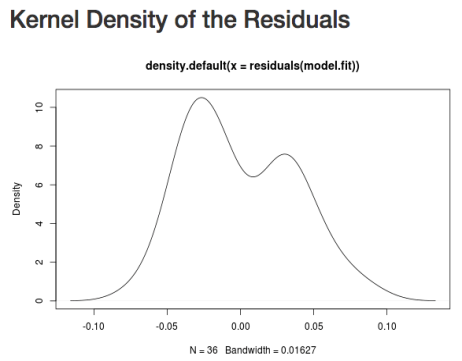 Kernel Density of the Residuals
density.default(x = residuals(model.fit))
Density
10
8
6
4
2
0
-0.10 -0.05 0.00 0.05 0.10
N = 36 Bandwidth = 0.01627